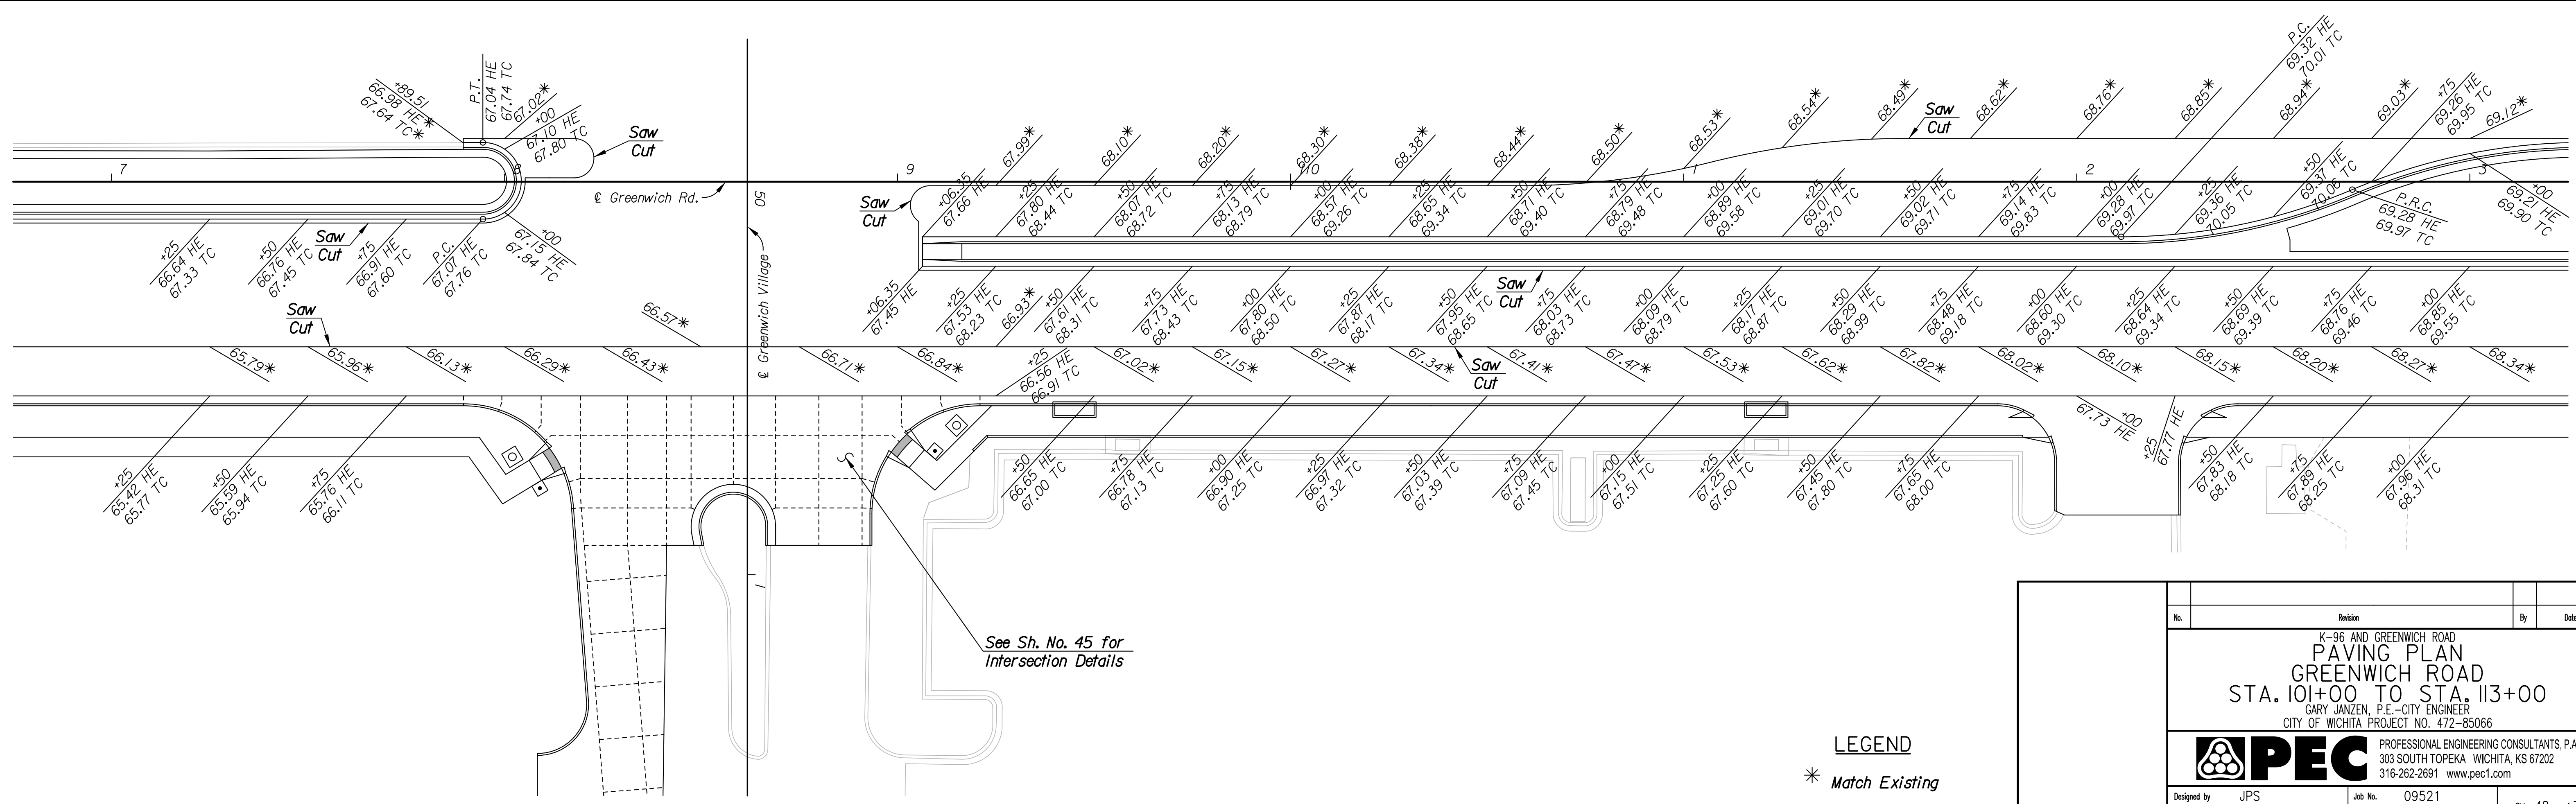 +89.51
66.98 HE*
67.64 TC*
P.T.
67.04 HE
67.74 TC
67.02*
+00
67.10 HE
67.80 TC
Saw
Cut
7
8
℄ Greenwich Rd.
50
℄ Greenwich Village
+25
66.64 HE
67.33 TC
+50
66.76 HE
67.45 TC
Saw
Cut
+75
66.91 HE
67.60 TC
P.C.
67.07 HE
67.76 TC
+00
67.15 HE
67.84 TC
Saw
Cut
67.99*
68.10*
68.20*
68.30*
68.38*
68.44*
68.50*
68.53*
68.54*
68.49*
Saw
Cut
68.62*
68.76*
68.85*
68.94*
69.03*
69.12*
P.C.
69.32 HE
70.01 TC
+75
69.26 HE
69.95 TC
9
110
1
2
3
Saw
Cut
+06.35
67.66 HE
+25
67.80 HE
68.44 TC
+50
68.07 HE
68.72 TC
+75
68.13 HE
68.79 TC
+00
68.57 HE
69.26 TC
+25
68.65 HE
69.34 TC
+50
68.71 HE
69.40 TC
+75
68.79 HE
69.48 TC
+00
68.89 HE
69.58 TC
+25
69.01 HE
69.70 TC
+50
69.02 HE
69.71 TC
+75
69.14 HE
69.83 TC
+00
69.28 HE
69.97 TC
+25
69.36 HE
70.05 TC
+50
69.37 HE
70.06 TC
P.R.C.
69.28 HE
69.97 TC
+00
69.21 HE
69.90 TC
+06.35
67.45 HE
+25
67.53 HE
68.23 TC
66.93*
+50
67.61 HE
68.31 TC
+75
67.73 HE
68.43 TC
+00
67.80 HE
68.50 TC
+25
67.87 HE
68.17 TC
+50
67.95 HE
68.65 TC
Saw
Cut
+75
68.03 HE
68.73 TC
+00
68.09 HE
68.79 TC
+25
68.17 HE
68.87 TC
+50
68.29 HE
68.99 TC
+75
68.48 HE
69.18 TC
+00
68.60 HE
69.30 TC
+25
68.64 HE
69.34 TC
+50
68.69 HE
69.39 TC
+75
68.76 HE
69.46 TC
+00
68.85 HE
69.55 TC
65.79*
65.96*
66.13*
66.29*
66.43*
66.57*
66.71*
66.84*
+25
66.56 HE
66.91 TC
67.02*
67.15*
67.27*
67.34*
Saw
Cut
67.41*
67.47*
67.53*
67.62*
67.82*
68.02*
68.10*
68.15*
68.20*
68.27*
68.34*
+25
65.42 HE
65.77 TC
+50
65.59 HE
65.94 TC
+75
65.76 HE
66.11 TC
+50
66.65 HE
67.00 TC
+75
66.78 HE
67.13 TC
+00
66.90 HE
67.25 TC
+25
66.97 HE
67.32 TC
+50
67.03 HE
67.39 TC
+75
67.09 HE
67.45 TC
+00
67.15 HE
67.51 TC
+25
67.25 HE
67.60 TC
+50
67.45 HE
67.80 TC
+75
67.65 HE
68.00 TC
+00
67.73 HE
+25
67.77 HE
+50
67.83 HE
68.18 TC
+75
67.89 HE
68.25 TC
+00
67.96 HE
68.31 TC
1
See Sh. No. 45 for
Intersection Details
LEGEND
* Match Existing
No. Revision By Date
K-96 AND GREENWICH ROAD
PAVING PLAN
GREENWICH ROAD
STA. 101+00 TO STA. 113+00
GARY JANZEN, P.E.-CITY ENGINEER
CITY OF WICHITA PROJECT NO. 472-85066
PEC
PROFESSIONAL ENGINEERING CONSULTANTS, P.A
303 SOUTH TOPEKA WICHITA, KS 67202
316-262-2691 www.pec1.com
Designed by JPS Job No. 09521